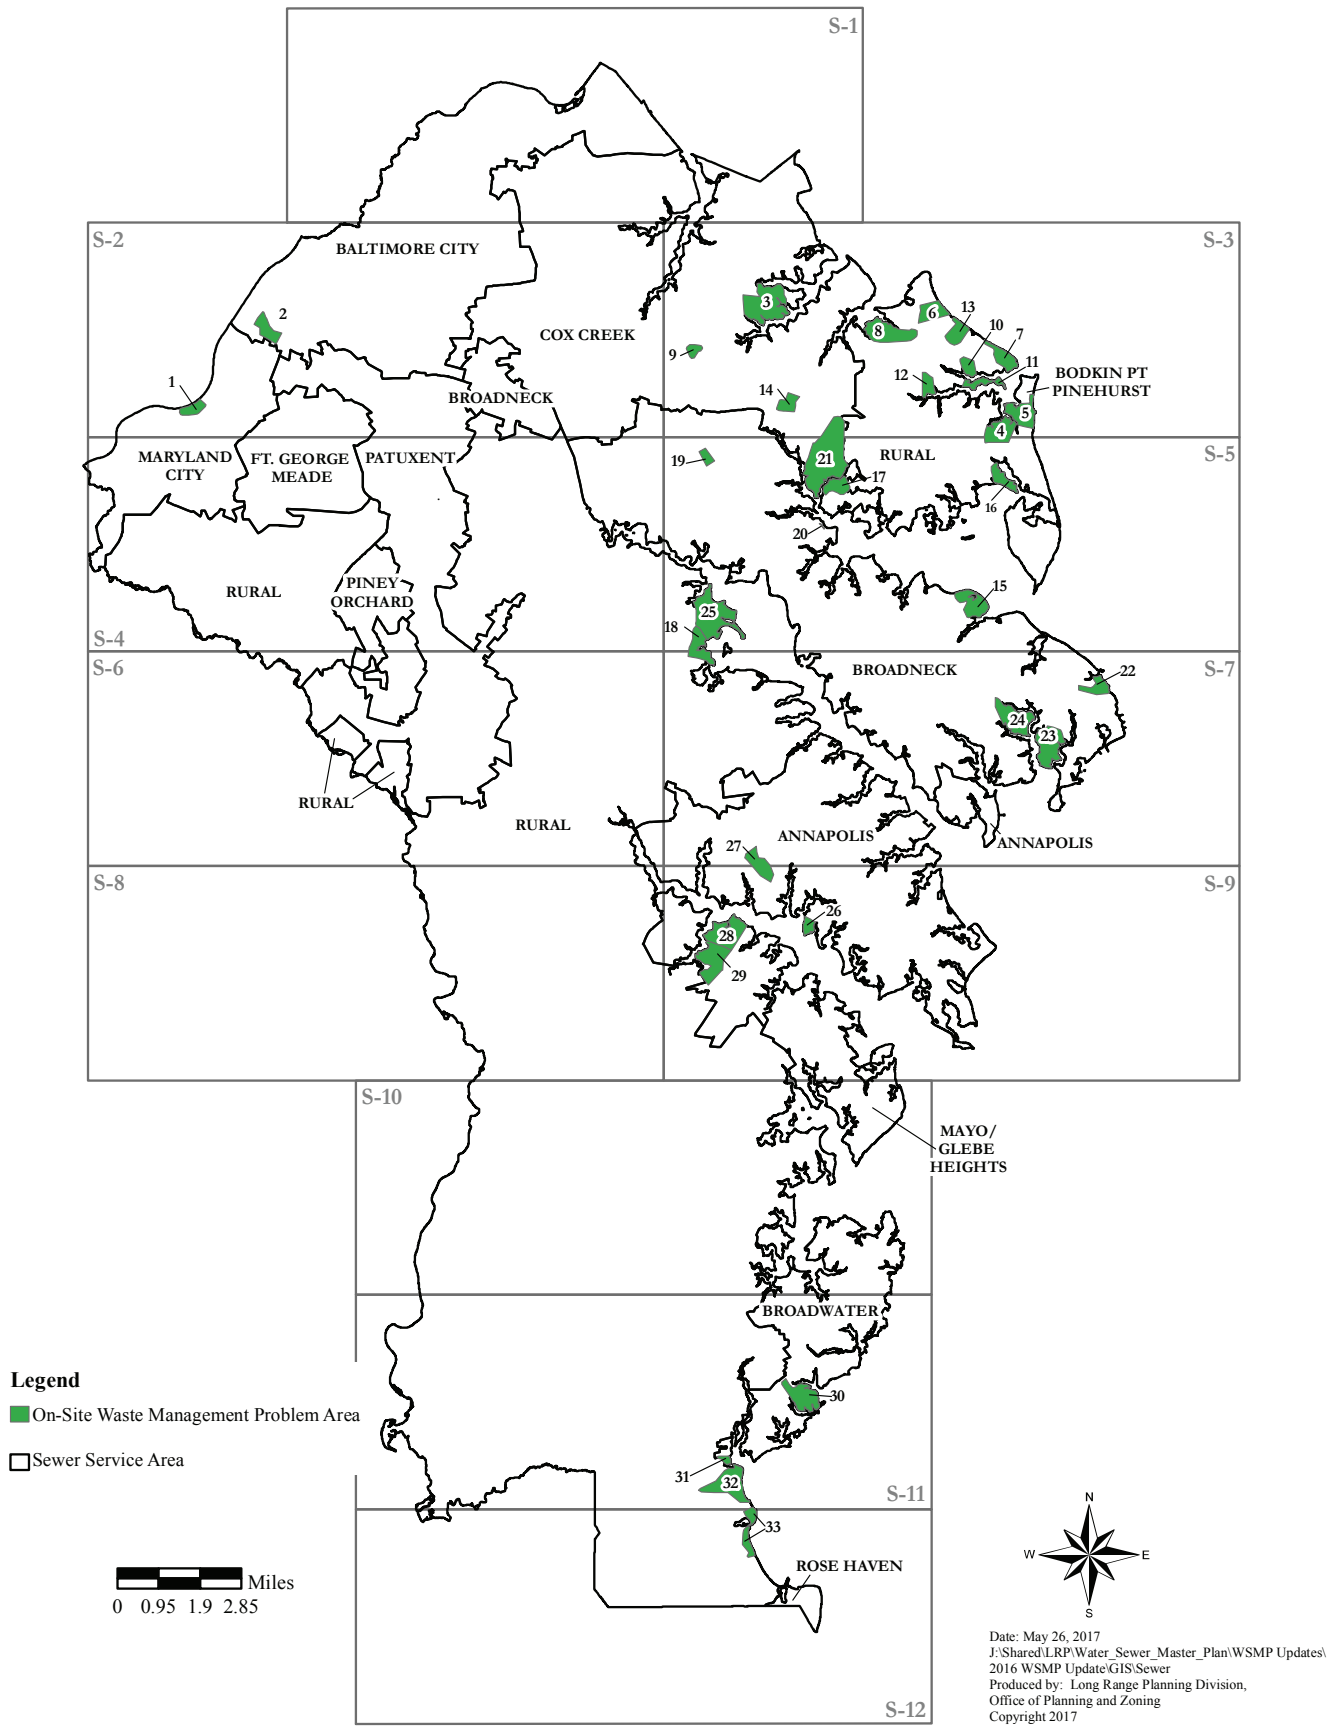 S-1
S-2
S-3
BALTIMORE CITY
2
3
6
13
8
10
COX CREEK
7
9
11
BODKIN PT
PINEHURST
12
1
14
BROADNECK
5
4
MARYLAND
CITY
FT. GEORGE
MEADE
PATUXENT
19
21
RURAL
S-5
17
16
20
RURAL
PINEY
ORCHARD
15
25
18
S-4
S-6
BROADNECK
22
S-7
24
23
RURAL
RURAL
ANNAPOLIS
ANNAPOLIS
27
S-8
S-9
26
28
29
S-10
MAYO/
GLEBE
HEIGHTS
BROADWATER
Legend
On-Site Waste Management Problem Area
Sewer Service Area
30
31
32
S-11
33
ROSE HAVEN
Miles
0 0.95 1.9 2.85
N
W E
S
Date: May 26, 2017
J:\Shared\LRP\Water_Sewer_Master_Plan\WSMP Updates\
2016 WSMP Update\GIS\Sewer
Produced by: Long Range Planning Division,
Office of Planning and Zoning
Copyright 2017
S-12